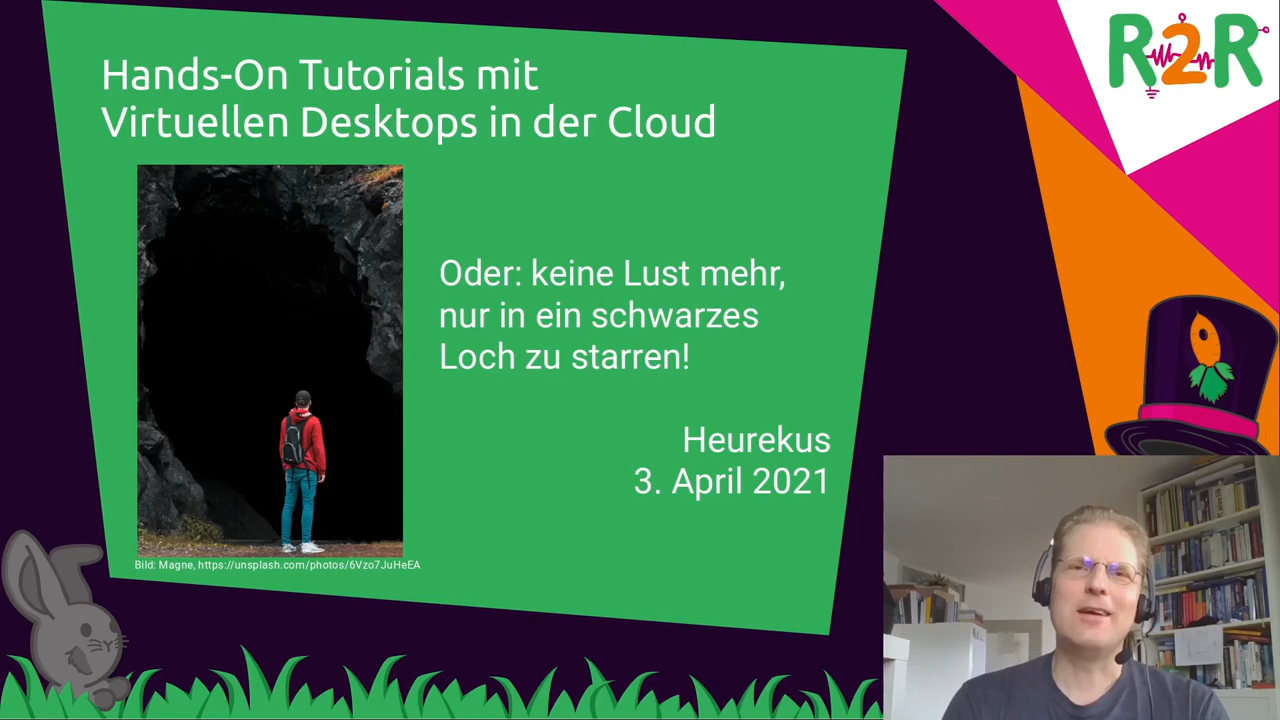 Hands-On Tutorials mit
Virtuellen Desktops in der Cloud
R2R
Oder: keine Lust mehr,
nur in ein schwarzes
Loch zu starren!
Heurekus
3. April 2021
Bild: Magne, https://unsplash.com/photos/6Vzo7JuHeEA